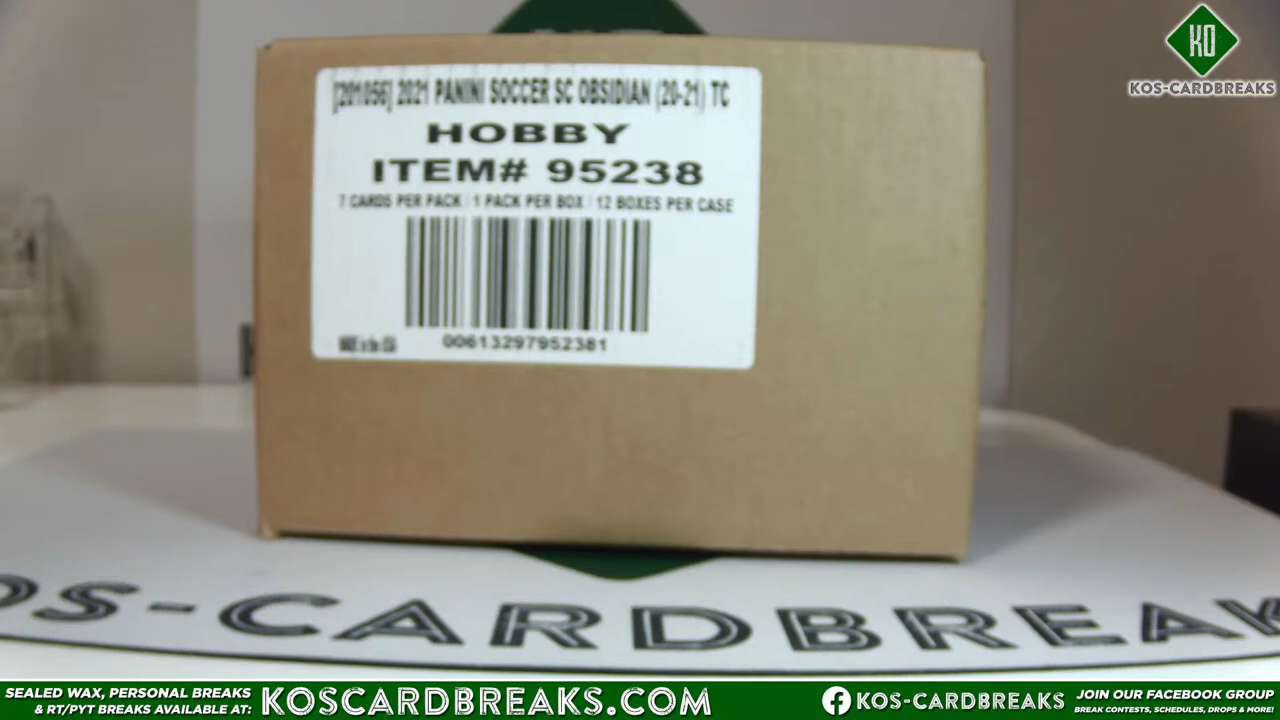 KO
KOS-CARDBREAKS
[201056] 2021 PANINI SOCCER SC OBSIDIAN (20-21) TC
HOBBY
ITEM# 95238
7 CARDS PER PACK / 1 PACK PER BOX / 12 BOXES PER CASE
00613297952381
OS-CARDBREAK
SEALED WAX, PERSONAL BREAKS
& RT/PYT BREAKS AVAILABLE AT:
KOSCARDBREAKS.COM
KOS-CARDBREAKS
JOIN OUR FACEBOOK GROUP
BREAK CONTESTS, SCHEDULES, DROPS & MORE!